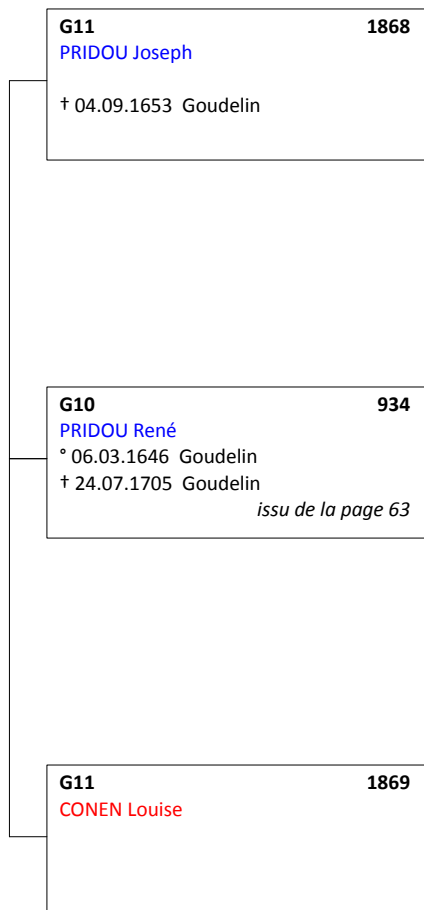 G11 1868
PRIDOU Joseph
† 04.09.1653 Goudelin
G10 934
PRIDOU René
° 06.03.1646 Goudelin
† 24.07.1705 Goudelin
issu de la page 63
G11 1869
CONEN Louise